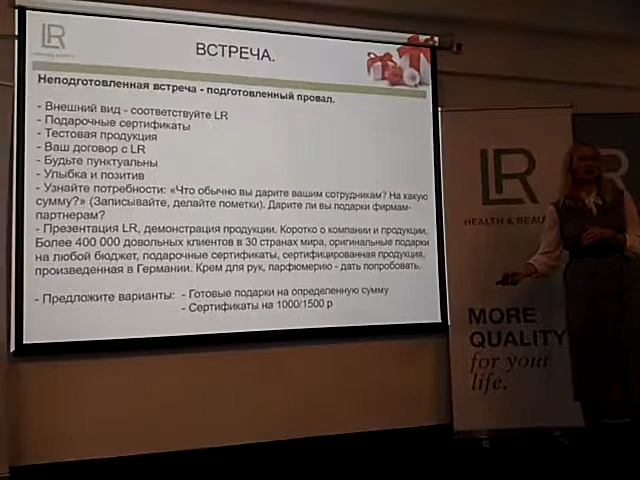 LR
ВСТРЕЧА.
Неподготовленная встреча - подготовленный провал.
- Внешний вид - соответствуйте LR
- Подарочные сертификаты
- Тестовая продукция
- Ваш договор с LR
- Будьте пунктуальны
- Улыбка и позитив
- Узнайте потребности: «Что обычно вы дарите вашим сотрудникам? На какую
сумму?» (Записывайте, делайте пометки). Дарите ли вы подарки фирмам-
партнерам?
- Презентация LR, демонстрация продукции. Коротко о компании и продукции.
Более 400 000 довольных клиентов в 30 странах мира, оригинальные подарки
на любой бюджет, подарочные сертификаты, сертифицированная продукция,
произведенная в Германии. Крем для рук, парфюмерию - дать попробовать.
- Предложите варианты: - Готовые подарки на определенную сумму
- Сертификаты на 1000/1500 р
LR
HEALTH & BEAU
MORE
QUALITY
for your
life.
R